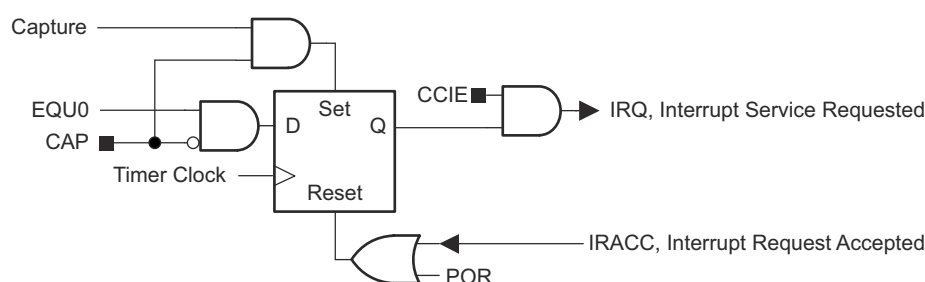 Capture
EQU0
CAP
Timer Clock
Set
D
Q
Reset
CCIE
IRQ, Interrupt Service Requested
IRACC, Interrupt Request Accepted
POR